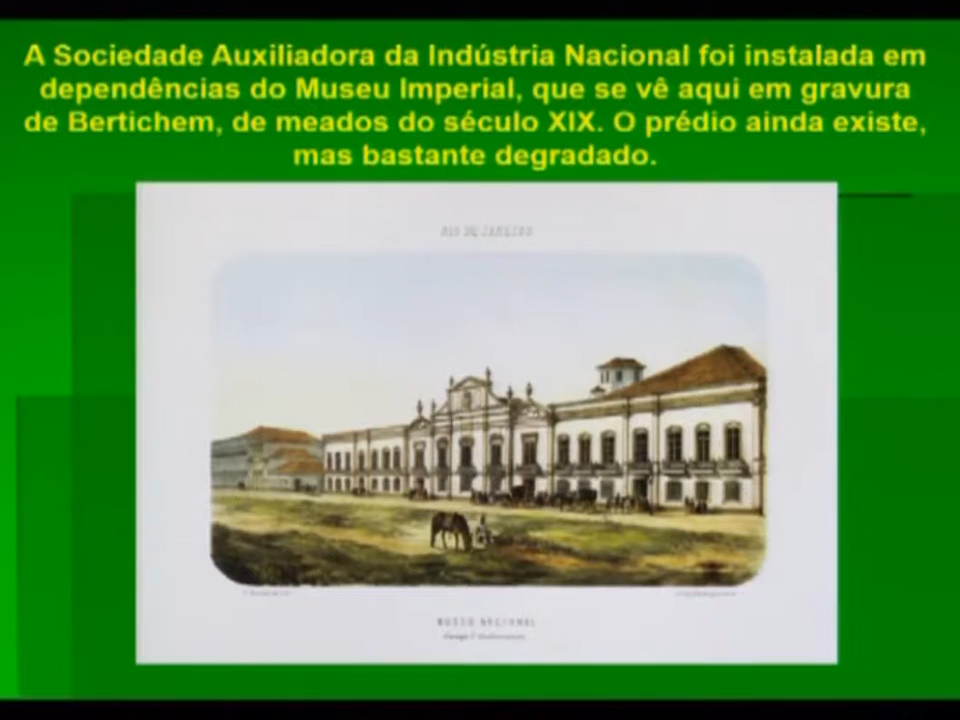 A Sociedade Auxiliadora da Indústria Nacional foi instalada em
dependências do Museu Imperial, que se vê aqui em gravura
de Bertichem, de meados do século XIX. O prédio ainda existe,
mas bastante degradado.
RIO DE JANEIRO
MUSEO NACIONAL